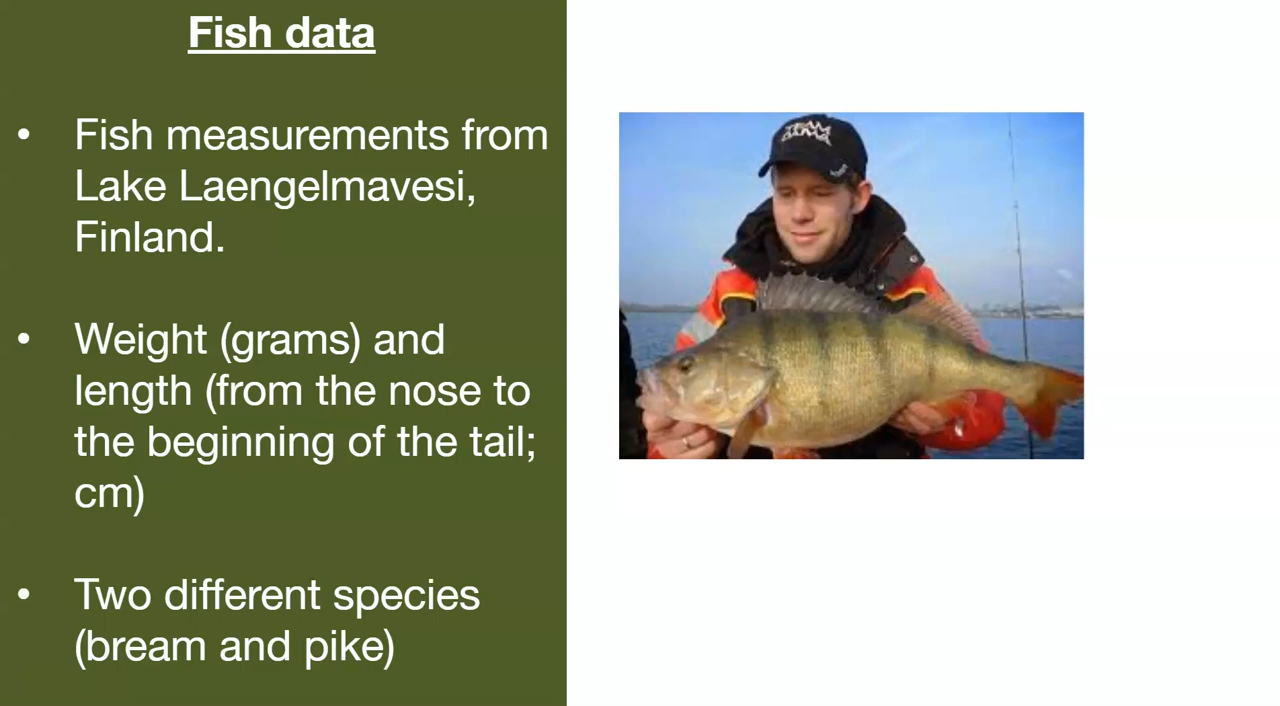 Fish data
• Fish measurements from
Lake Laengelmavesi,
Finland.
• Weight (grams) and
length (from the nose to
the beginning of the tail;
cm)
• Two different species
(bream and pike)
TEAM